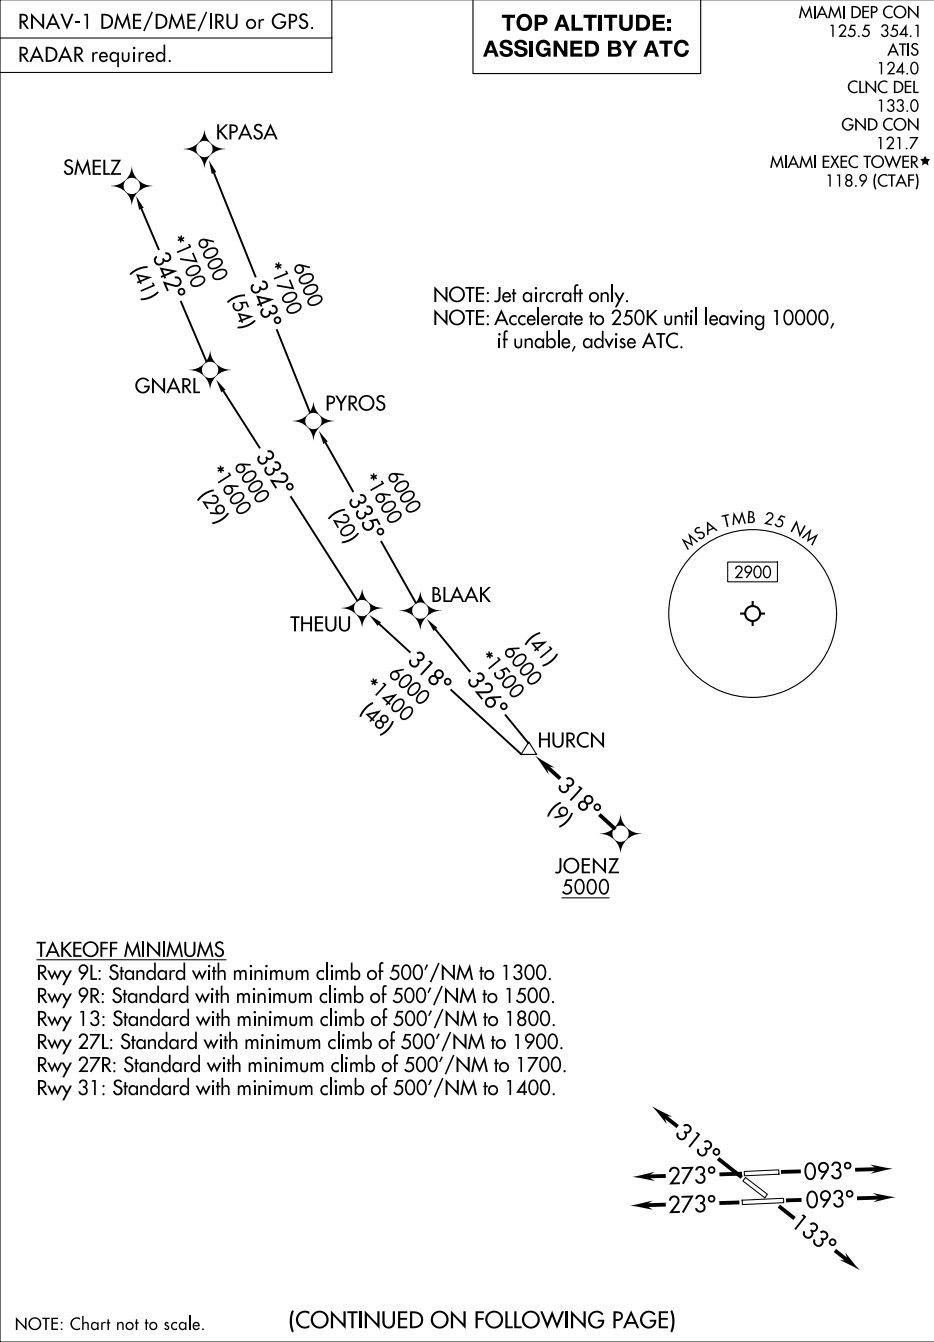 RNAV-1 DME/DME/IRU or GPS.
RADAR required.
TOP ALTITUDE:
ASSIGNED BY ATC
MIAMI DEP CON
125.5 354.1
ATIS
124.0
CLNC DEL
133.0
GND CON
121.7
MIAMI EXEC TOWER★
118.9 (CTAF)
KPASA
SMELZ
6000
*1700
342°
(41)
6000
*1700
343°
(54)
NOTE: Jet aircraft only.
NOTE: Accelerate to 250K until leaving 10000,
if unable, advise ATC.
GNARL
PYROS
332°
6000
*1600
(29)
6000
*1600
335°
(20)
MSA TMB 25 NM
2900
THEUU
BLAAK
318°
6000
*1400
(48)
(41)
6000
*1500
326°
HURCN
318°
(9)
JOENZ
5000
TAKEOFF MINIMUMS
Rwy 9L: Standard with minimum climb of 500'/NM to 1300.
Rwy 9R: Standard with minimum climb of 500'/NM to 1500.
Rwy 13: Standard with minimum climb of 500'/NM to 1800.
Rwy 27L: Standard with minimum climb of 500'/NM to 1900.
Rwy 27R: Standard with minimum climb of 500'/NM to 1700.
Rwy 31: Standard with minimum climb of 500'/NM to 1400.
313°
273° 093°
273° 093°
133°
NOTE: Chart not to scale.
(CONTINUED ON FOLLOWING PAGE)